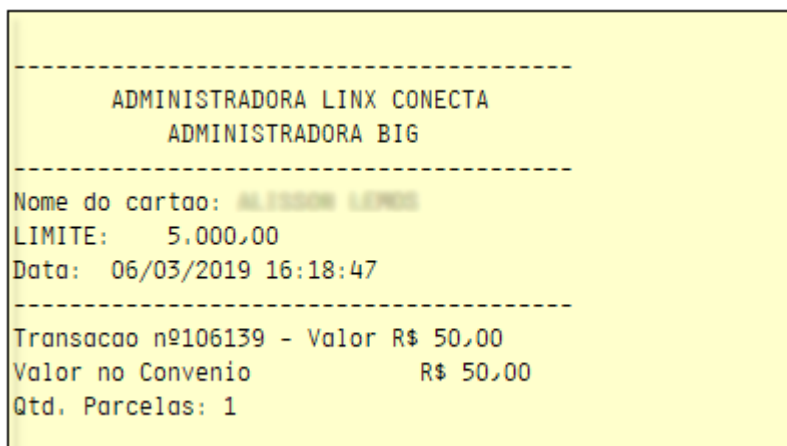 ----------------------------------------
ADMINISTRADORA LINX CONECTA
ADMINISTRADORA BIG
----------------------------------------
Nome do cartao:
LIMITE: 5.000,00
Data: 06/03/2019 16:18:47
----------------------------------------
Transacao nº106139 - Valor R$ 50,00
Valor no Convenio R$ 50,00
Qtd. Parcelas: 1